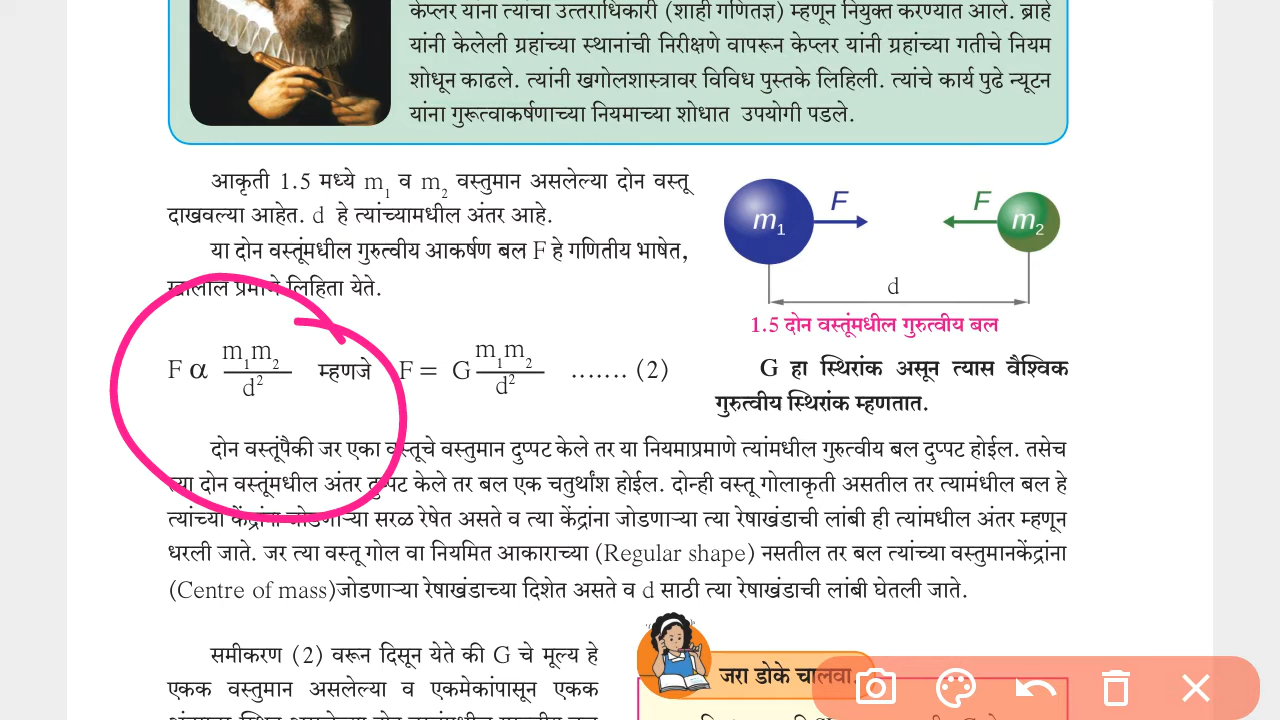 केप्लर यांना त्यांचा उत्तराधिकारी (शाही गणितज्ञ) म्हणून नियुक्त करण्यात आले. ब्राहे
यांनी केलेली ग्रहांच्या स्थानांची निरीक्षणे वापरून केप्लर यांनी ग्रहांच्या गतीचे नियम
शोधून काढले. त्यांनी खगोलशास्त्रावर विविध पुस्तके लिहिली. त्यांचे कार्य पुढे न्यूटन
यांना गुरूत्वाकर्षणाच्या नियमाच्या शोधात उपयोगी पडले.
आकृती 1.5 मध्ये m₁ व m₂ वस्तुमान असलेल्या दोन वस्तू
दाखवल्या आहेत. d हे त्यांच्यामधील अंतर आहे.
या दोन वस्तूंमधील गुरुत्वीय आकर्षण बल F हे गणितीय भाषेत,
खालील प्रमाणे लिहिता येते.
F α m₁m₂/d² म्हणजे F = G m₁m₂/d² ....... (2)
m₁ F F m₂
d
1.5 दोन वस्तूंमधील गुरुत्वीय बल
G हा स्थिरांक असून त्यास वैश्विक
गुरुत्वीय स्थिरांक म्हणतात.
दोन वस्तूंपैकी जर एका वस्तूचे वस्तुमान दुप्पट केले तर या नियमाप्रमाणे त्यांमधील गुरुत्वीय बल दुप्पट होईल. तसेच
त्या दोन वस्तूंमधील अंतर दुप्पट केले तर बल एक चतुर्थांश होईल. दोन्ही वस्तू गोलाकृती असतील तर त्यामंधील बल हे
त्यांच्या केंद्रांना जोडणाऱ्या सरळ रेषेत असते व त्या केंद्रांना जोडणाऱ्या त्या रेषाखंडाची लांबी ही त्यांमधील अंतर म्हणून
धरली जाते. जर त्या वस्तू गोल वा नियमित आकाराच्या (Regular shape) नसतील तर बल त्यांच्या वस्तुमानकेंद्रांना
(Centre of mass)जोडणाऱ्या रेषाखंडाच्या दिशेत असते व d साठी त्या रेषाखंडाची लांबी घेतली जाते.
समीकरण (2) वरून दिसून येते की G चे मूल्य हे
एकक वस्तुमान असलेल्या व एकमेकांपासून एकक
जरा डोके चालवा